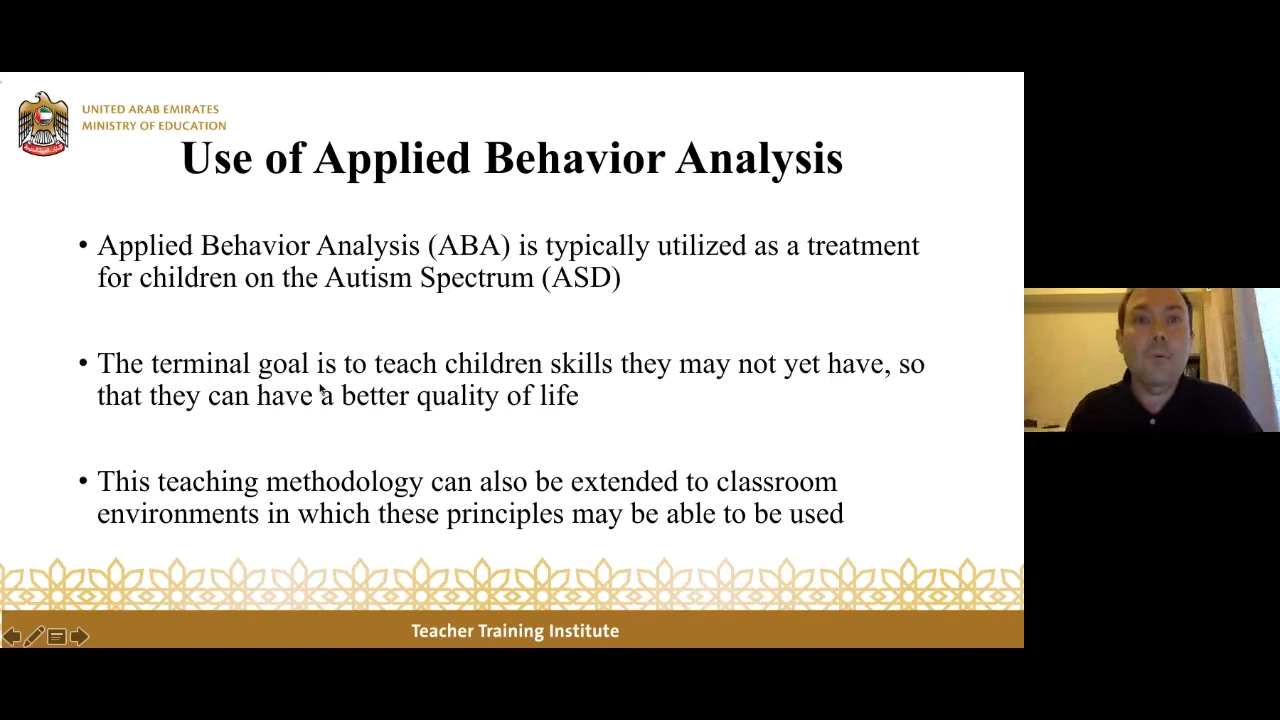 UNITED ARAB EMIRATES
MINISTRY OF EDUCATION
Use of Applied Behavior Analysis
• Applied Behavior Analysis (ABA) is typically utilized as a treatment
for children on the Autism Spectrum (ASD)
• The terminal goal is to teach children skills they may not yet have, so
that they can have a better quality of life
• This teaching methodology can also be extended to classroom
environments in which these principles may be able to be used
Teacher Training Institute